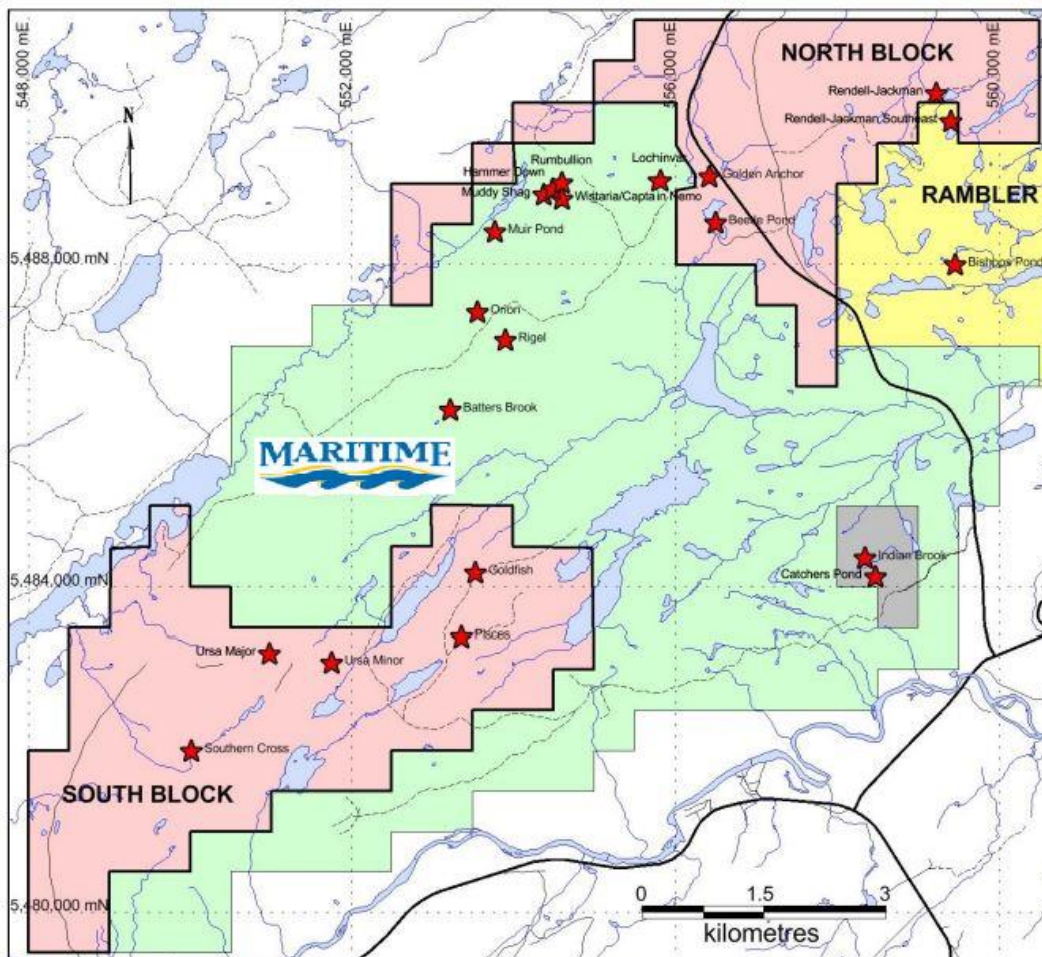 548,000 mE
552,000 mE
556,000 mE
560,000 mE
NORTH BLOCK
Rendell-Jackman
Rendell-Jackman Southeast
N
Rumbullion
Lochinvar
Hammer Down
Golden Anchor
Muddy Shag
Wistaria/Captain Nemo
RAMBLER
Muir Pond
Beetle Pond
5,488,000 mN
Bishops Pond
Orion
Rigel
Batters Brook
MARITIME
Indian Brook
Goldfish
Catchers Pond
5,484,000 mN
Pisces
Ursa Major
Ursa Minor
Southern Cross
SOUTH BLOCK
0 1.5 3
kilometres
5,480,000 mN